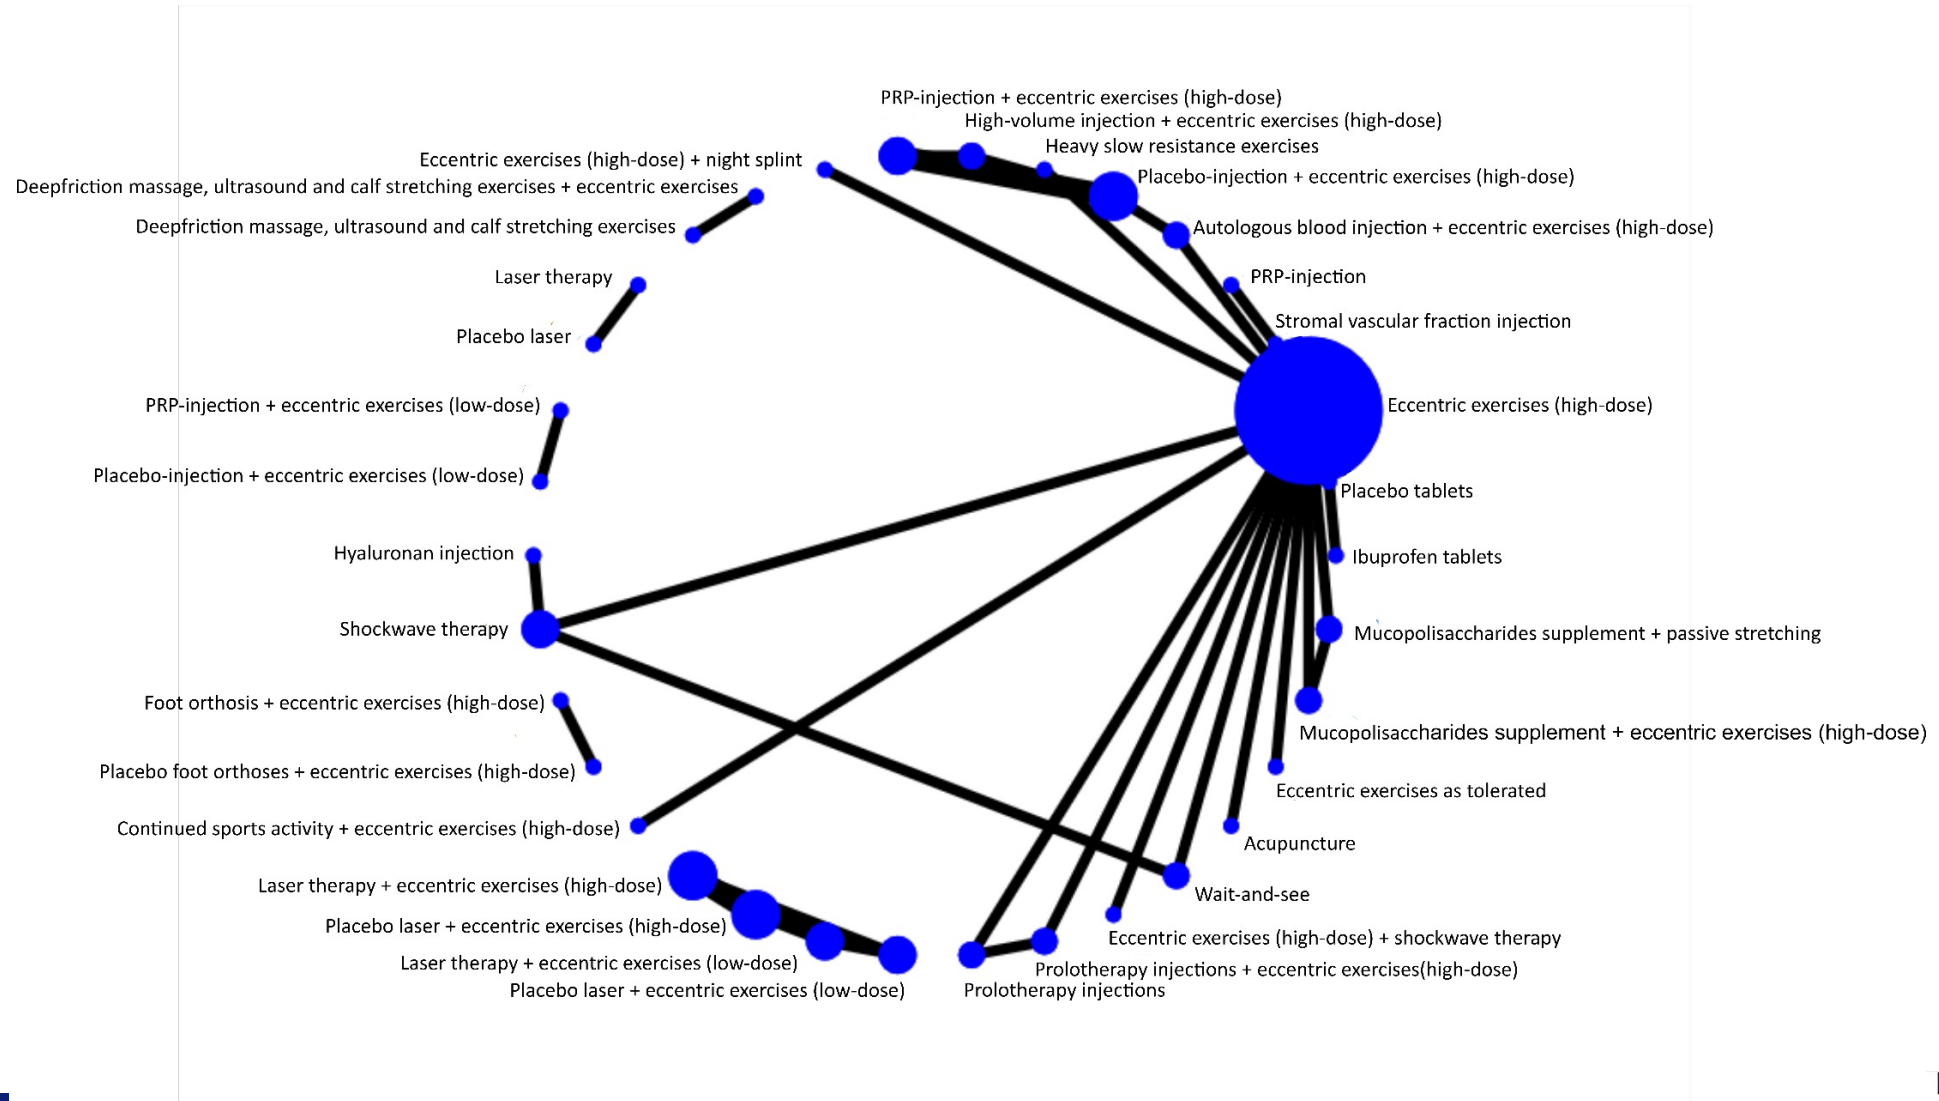 PRP-injection + eccentric exercises (high-dose)
High-volume injection + eccentric exercises (high-dose)
Heavy slow resistance exercises
Eccentric exercises (high-dose) + night splint
Placebo-injection + eccentric exercises (high-dose)
Deepfriction massage, ultrasound and calf stretching exercises + eccentric exercises
Deepfriction massage, ultrasound and calf stretching exercises
Autologous blood injection + eccentric exercises (high-dose)
Laser therapy
PRP-injection
Stromal vascular fraction injection
Placebo laser
PRP-injection + eccentric exercises (low-dose)
Eccentric exercises (high-dose)
Placebo-injection + eccentric exercises (low-dose)
Placebo tablets
Hyaluronan injection
Ibuprofen tablets
Shockwave therapy
Mucopolisaccharides supplement + passive stretching
Foot orthosis + eccentric exercises (high-dose)
Mucopolisaccharides supplement + eccentric exercises (high-dose)
Placebo foot orthoses + eccentric exercises (high-dose)
Eccentric exercises as tolerated
Continued sports activity + eccentric exercises (high-dose)
Acupuncture
Laser therapy + eccentric exercises (high-dose)
Wait-and-see
Placebo laser + eccentric exercises (high-dose)
Eccentric exercises (high-dose) + shockwave therapy
Laser therapy + eccentric exercises (low-dose)
Prolotherapy injections + eccentric exercises(high-dose)
Placebo laser + eccentric exercises (low-dose)
Prolotherapy injections